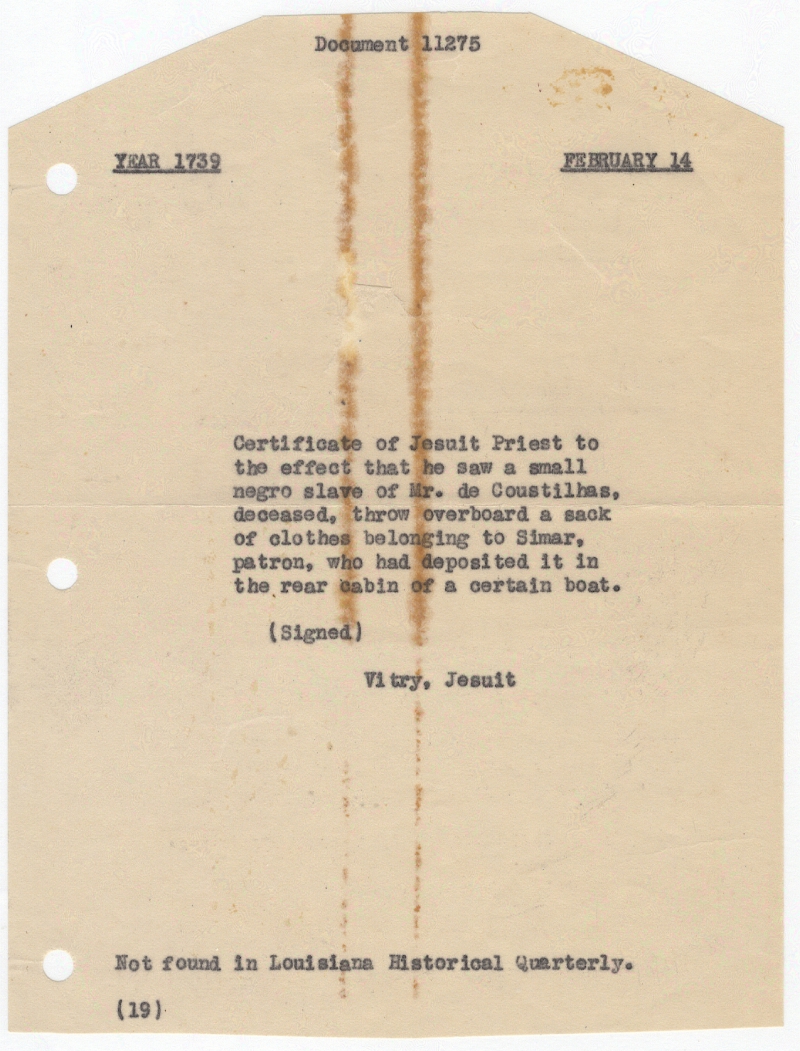 Document 11275
YEAR 1739 FEBRUARY 14
Certificate of Jesuit Priest to
the effect that he saw a small
negro slave of Mr. de Coustilhas,
deceased, throw overboard a sack
of clothes belonging to Simar,
patron, who had deposited it in
the rear cabin of a certain boat.
(Signed)
Vitry, Jesuit
Not found in Louisiana Historical Quarterly.
(19)